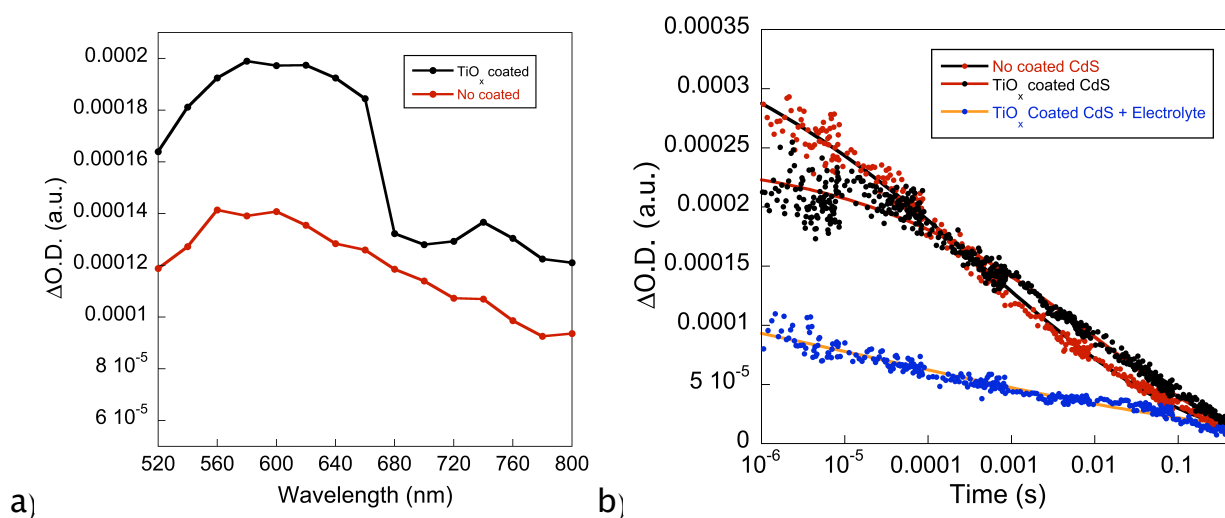 0.0002
0.00018
0.00016
0.00014
0.00012
0.0001
8 10-5
6 10-5
ΔO.D. (a.u.)
520 560 600 640 680 720 760 800
Wavelength (nm)
TiOx coated
No coated
a)
0.00035
0.0003
0.00025
0.0002
0.00015
0.0001
5 10-5
0
ΔO.D. (a.u.)
10-6 10-5 0.0001 0.001 0.01 0.1
Time (s)
No coated CdS
TiOx coated CdS
TiOx Coated CdS + Electrolyte
b)